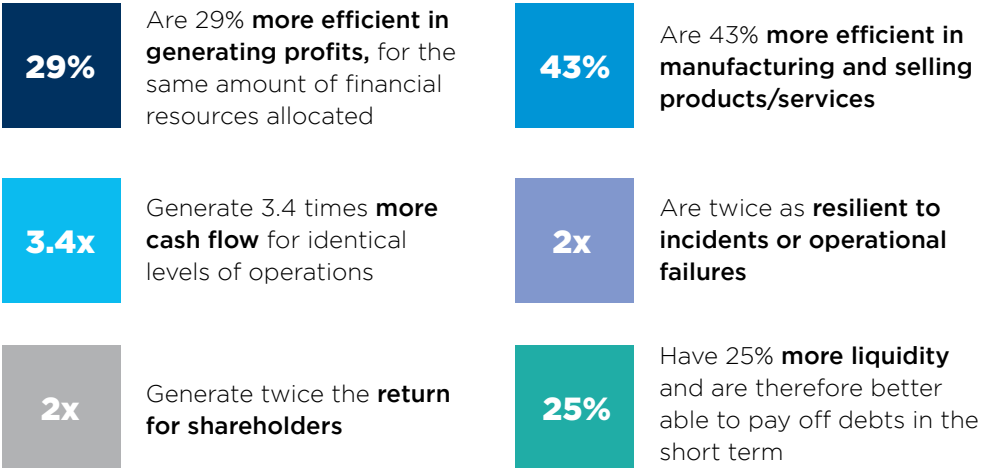 29%
Are 29% more efficient in
generating profits, for the
same amount of financial
resources allocated
43%
Are 43% more efficient in
manufacturing and selling
products/services
3.4x
Generate 3.4 times more
cash flow for identical
levels of operations
2x
Are twice as resilient to
incidents or operational
failures
2x
Generate twice the return
for shareholders
25%
Have 25% more liquidity
and are therefore better
able to pay off debts in the
short term